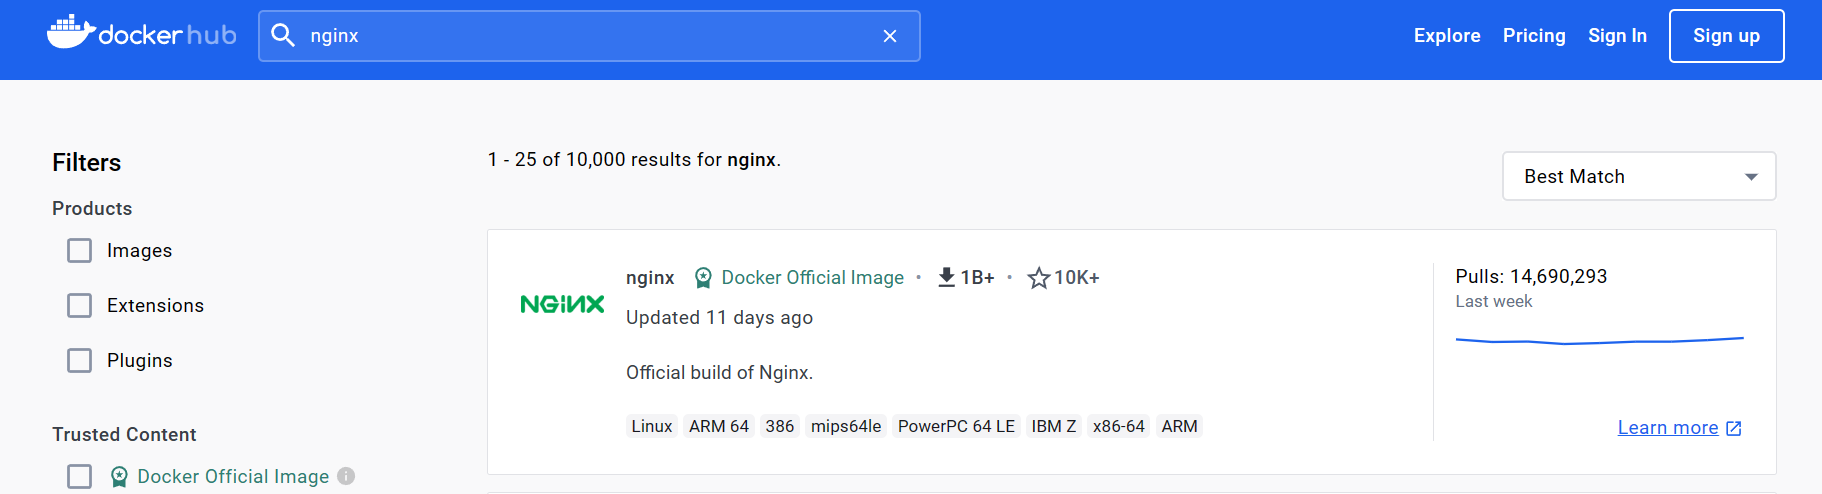 docker hub
nginx
Explore
Pricing
Sign In
Sign up
Filters
Products
Images
Extensions
Plugins
Trusted Content
Docker Official Image
1 - 25 of 10,000 results for nginx.
Best Match
NGINX
nginx Docker Official Image • 1B+ • 10K+
Updated 11 days ago
Official build of Nginx.
Linux ARM 64 386 mips64le PowerPC 64 LE IBM Z x86-64 ARM
Pulls: 14,690,293
Last week
Learn more